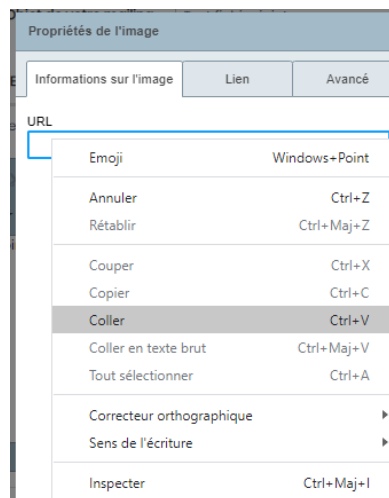 Propriétés de l'image
Informations sur l'image Lien Avancé
URL
Emoji Windows+Point
Annuler Ctrl+Z
Rétablir Ctrl+Maj+Z
Couper Ctrl+X
Copier Ctrl+C
Coller Ctrl+V
Coller en texte brut Ctrl+Maj+V
Tout sélectionner Ctrl+A
Correcteur orthographique
Sens de l'écriture
Inspecter Ctrl+Maj+I